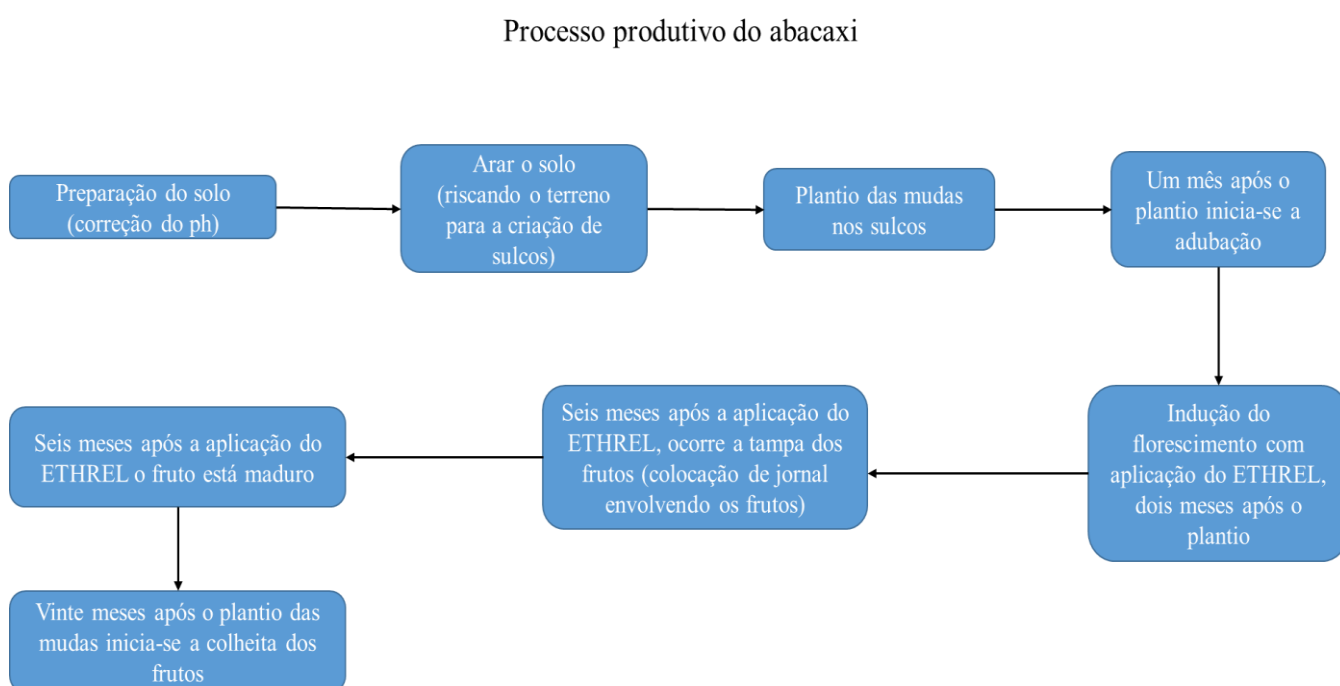 Processo produtivo do abacaxi
Preparação do solo
(correção do ph)
Arar o solo
(riscando o terreno
para a criação de
sulcos)
Plantio das mudas
nos sulcos
Um mês após o
plantio inicia-se a
adubação
Indução do
florescimento com
aplicação do ETHREL,
dois meses após o
plantio
Seis meses após a aplicação do
ETHREL, ocorre a tampa dos
frutos (colocação de jornal
envolvendo os frutos)
Seis meses após a aplicação do
ETHREL o fruto está maduro
Vinte meses após o plantio das
mudas inicia-se a colheita dos
frutos